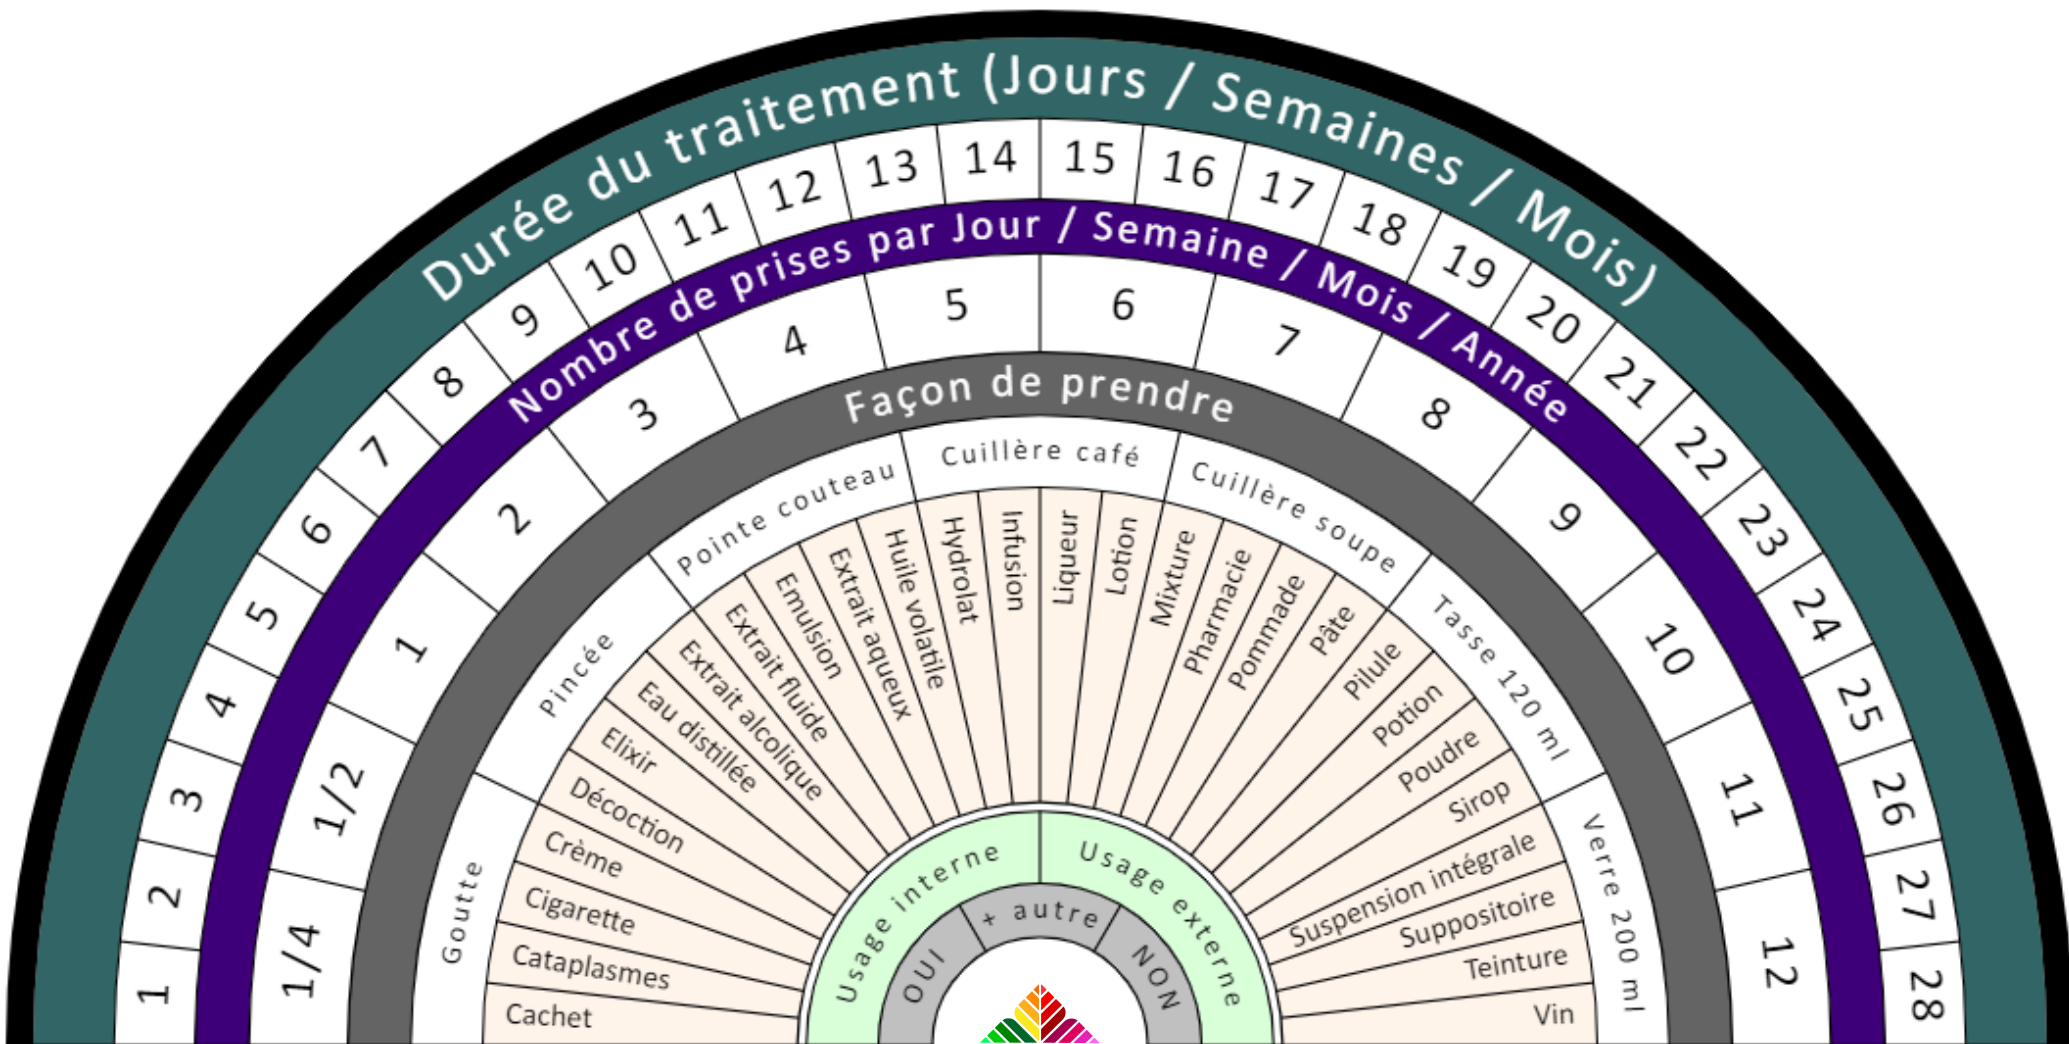 Durée du traitement (Jours / Semaines / Mois)
1
2
3
4
5
6
7
8
9
10
11
12
13
14
15
16
17
18
19
20
21
22
23
24
25
26
27
28
Nombre de prises par Jour / Semaine / Mois / Année
1/4
1/2
1
2
3
4
5
6
7
8
9
10
11
12
Façon de prendre
Goutte
Pincée
Pointe couteau
Cuillère café
Cuillère soupe
Tasse 120 ml
Verre 200 ml
Cachet
Cataplasmes
Cigarette
Crème
Décoction
Elixir
Eau distillée
Extrait alcolique
Extrait fluide
Emulsion
Extrait aqueux
Huile volatile
Hydrolat
Infusion
Liqueur
Lotion
Mixture
Pharmacie
Pommade
Pâte
Pilule
Potion
Poudre
Sirop
Suspension intégrale
Suppositoire
Teinture
Vin
Usage interne
Usage externe
OUI
+ autre
NON